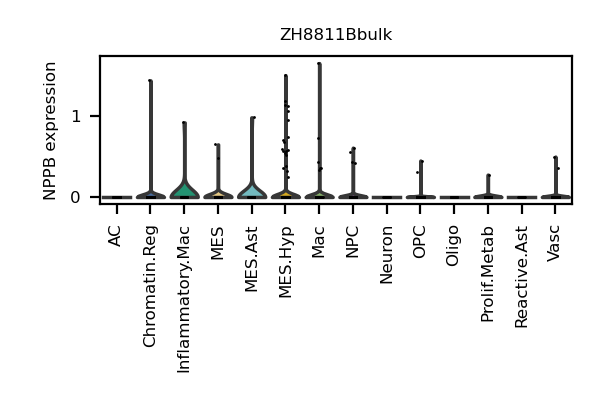 ZH8811Bbulk
NPPB expression
1
0
AC
Chromatin.Reg
Inflammatory.Mac
MES
MES.Ast
MES.Hyp
Mac
NPC
Neuron
OPC
Oligo
Prolif.Metab
Reactive.Ast
Vasc